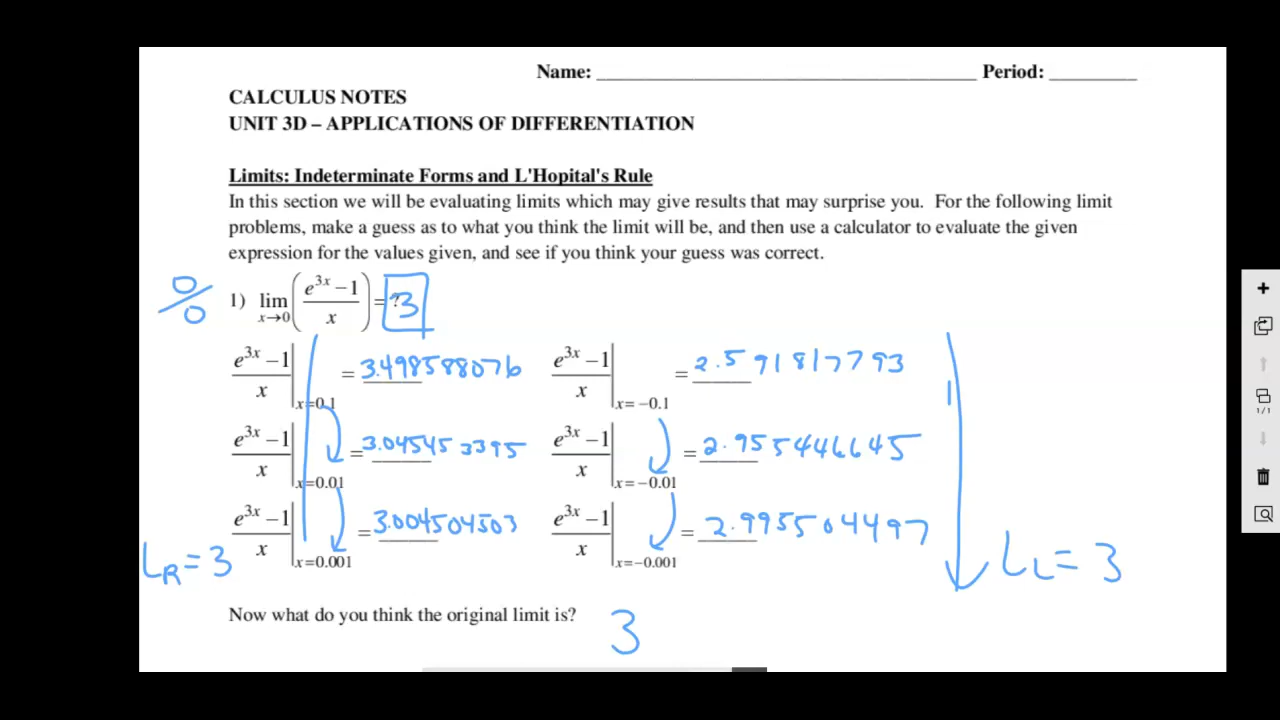 Name: ________________ Period: ________
CALCULUS NOTES
UNIT 3D – APPLICATIONS OF DIFFERENTIATION
Limits: Indeterminate Forms and L'Hopital's Rule
In this section we will be evaluating limits which may give results that may surprise you. For the following limit
problems, make a guess as to what you think the limit will be, and then use a calculator to evaluate the given
expression for the values given, and see if you think your guess was correct.
0/0 1) lim x→0 ( (e^3x – 1) / x ) = ? 3
(e^3x – 1) / x | x=0.1 = 3.498588076 (e^3x – 1) / x | x= –0.1 = 2.591817793
(e^3x – 1) / x | x=0.01 = 3.045453395 (e^3x – 1) / x | x= –0.01 = 2.955446645
(e^3x – 1) / x | x=0.001 = 3.004504503 (e^3x – 1) / x | x= –0.001 = 2.995504497
L_R = 3 L_L = 3
Now what do you think the original limit is? 3
1/1